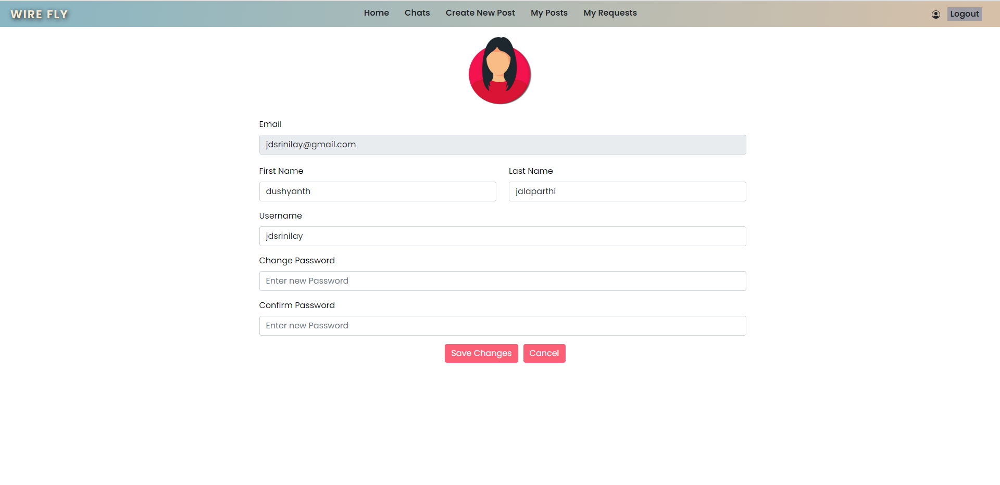 WIRE FLY
Home Chats Create New Post My Posts My Requests
Logout
Email
jdsrinilay@gmail.com
First Name Last Name
dushyanth jalaparthi
Username
jdsrinilay
Change Password
Enter new Password
Confirm Password
Enter new Password
Save Changes Cancel